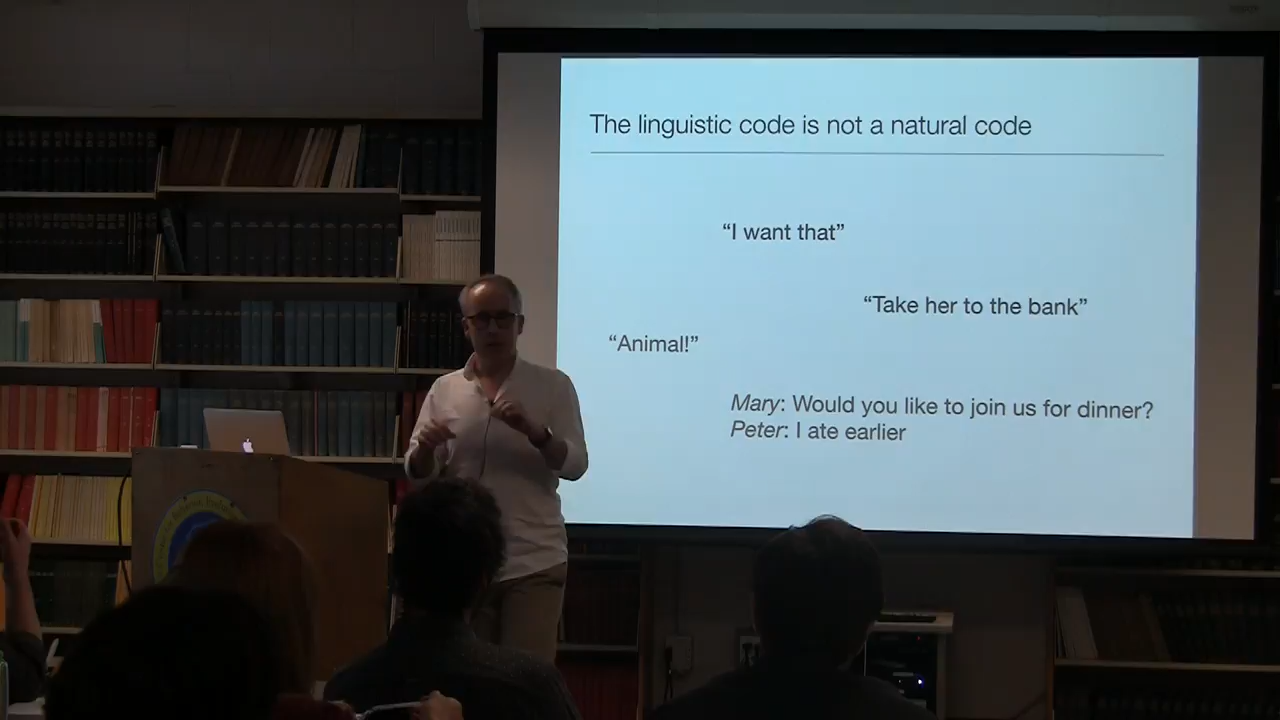 The linguistic code is not a natural code
“I want that”
“Take her to the bank”
“Animal!”
Mary: Would you like to join us for dinner?
Peter: I ate earlier